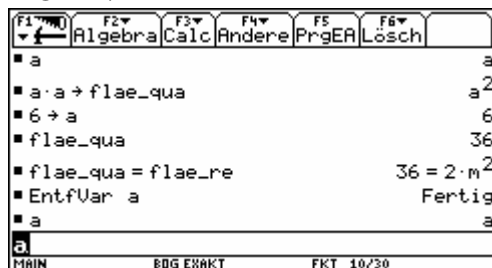 F1 F2 F3 F4 F5 F6
Algebra Calc Andere PrgEA Lösch
▪ a a
▪ a·a → flae_qua a²
▪ 6 → a 6
▪ flae_qua 36
▪ flae_qua = flae_re 36 = 2·m²
▪ EntfVar a Fertig
▪ a a
a
MAIN BOG EXAKT FKT 10/30